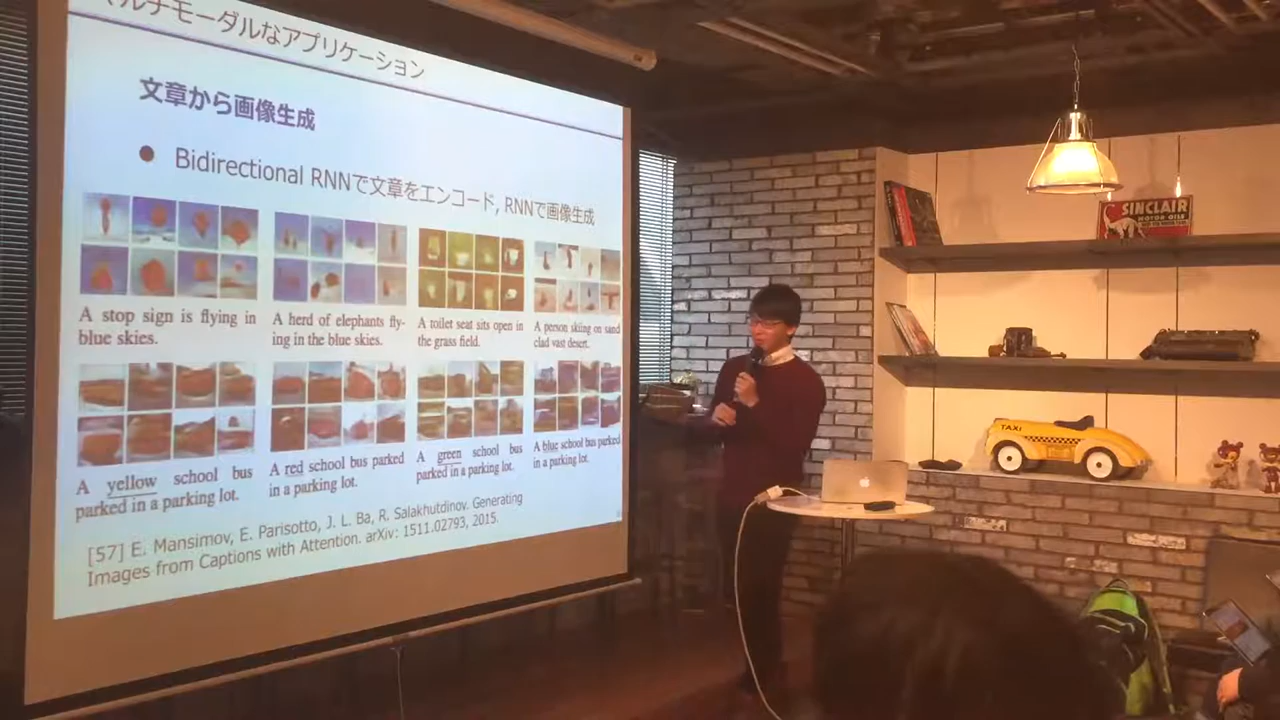 マルチモーダルなアプリケーション
文章から画像生成
● Bidirectional RNNで文章をエンコード, RNNで画像生成
A stop sign is flying in
blue skies.
A herd of elephants fly-
ing in the blue skies.
A toilet seat sits open in
the grass field.
A person skiing on sand
clad vast desert.
A yellow school bus
parked in a parking lot.
A red school bus parked
in a parking lot.
A green school bus
parked in a parking lot.
A blue school bus parked
in a parking lot.
[57] E. Mansimov, E. Parisotto, J. L. Ba, R. Salakhutdinov. Generating
Images from Captions with Attention. arXiv: 1511.02793, 2015.
SINCLAIR
MOTOR OILS
TAXI